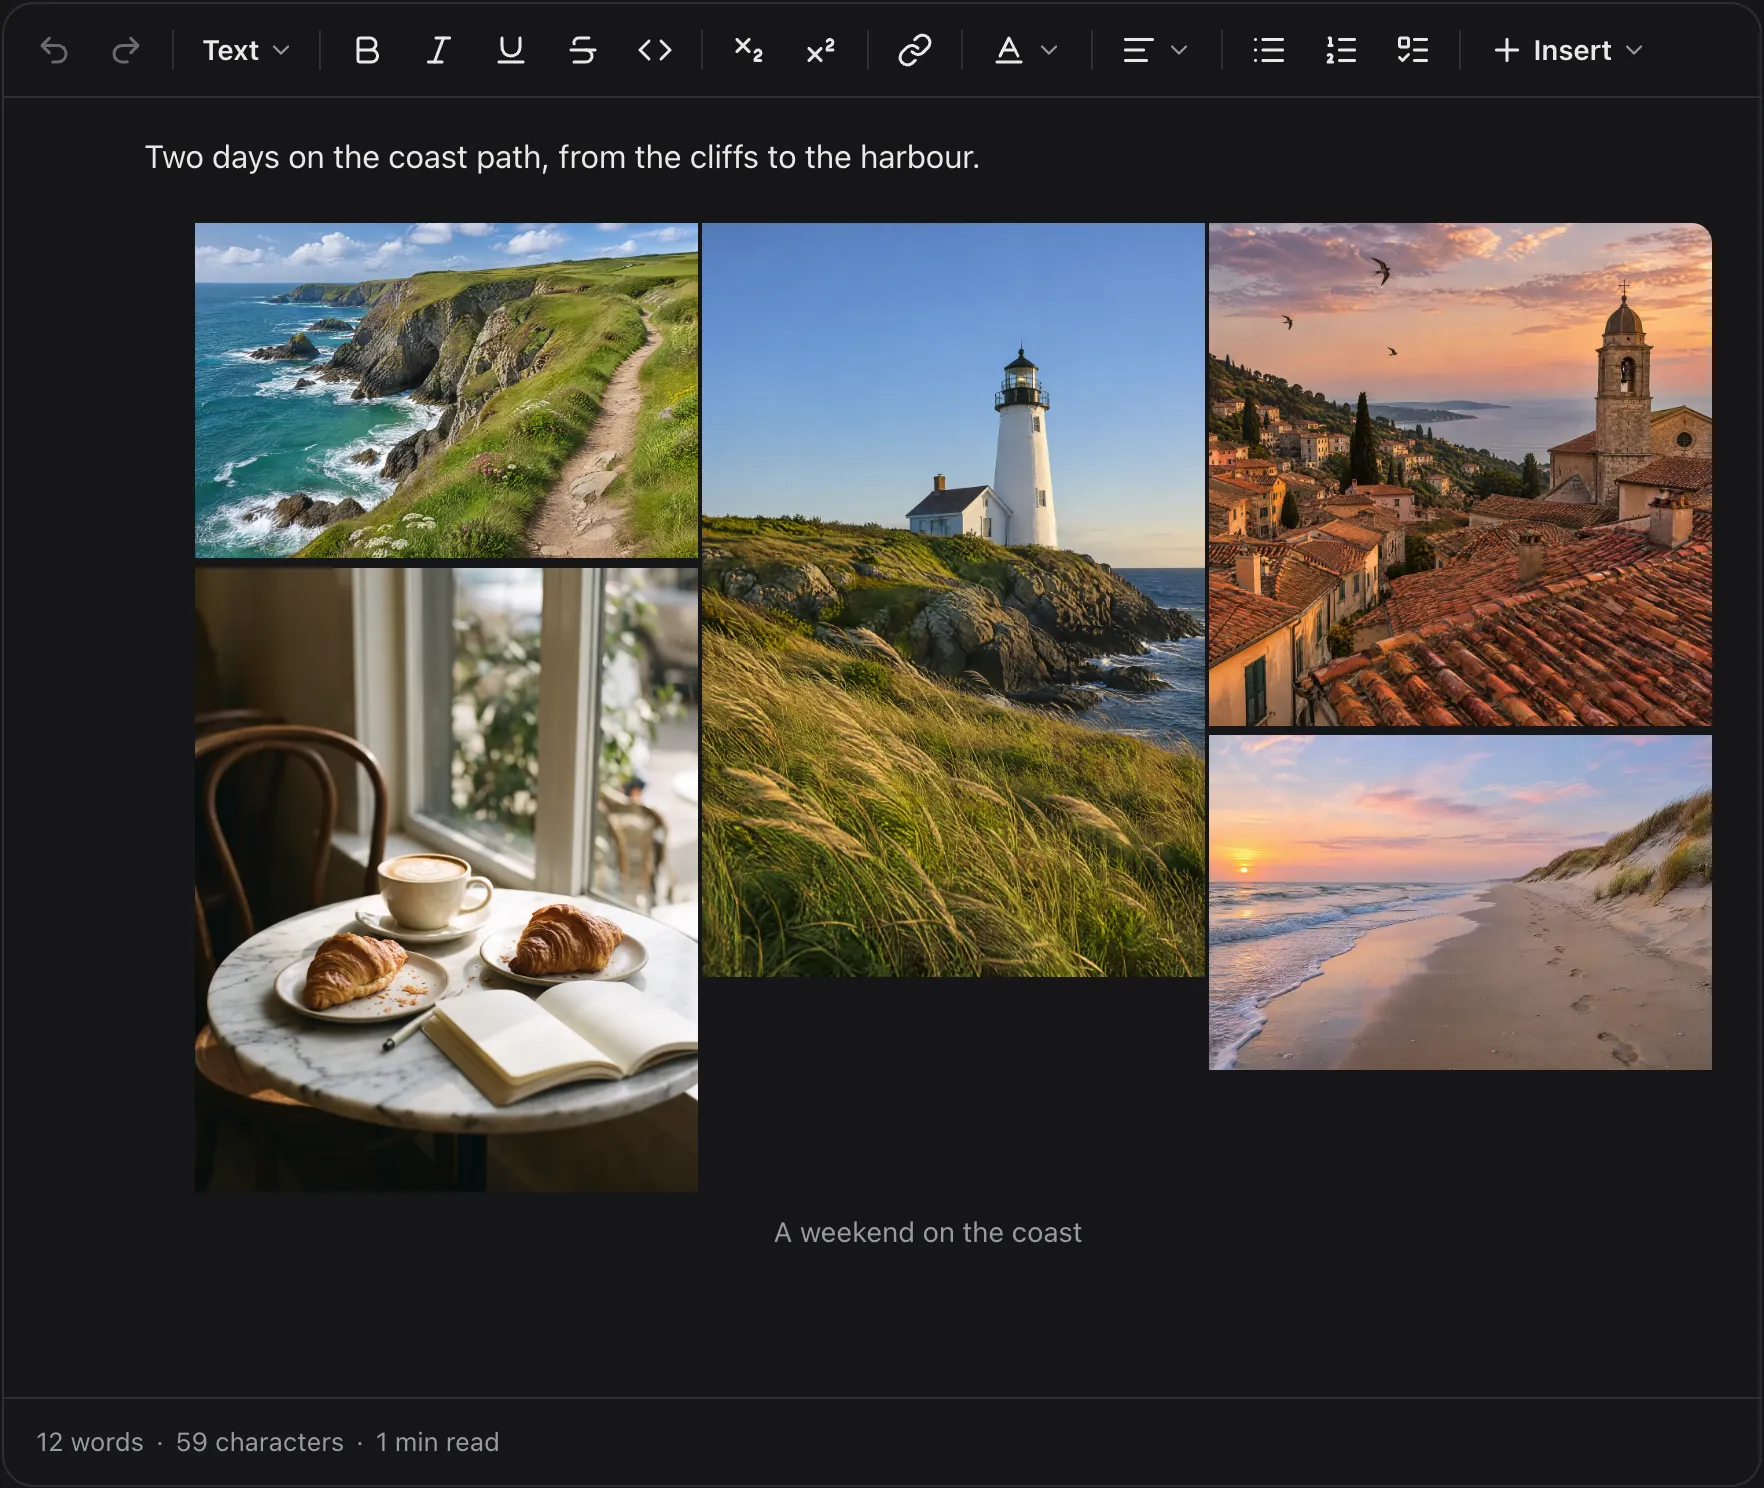 Text
Insert
Two days on the coast path, from the cliffs to the harbour.
A weekend on the coast
12 words · 59 characters · 1 min read